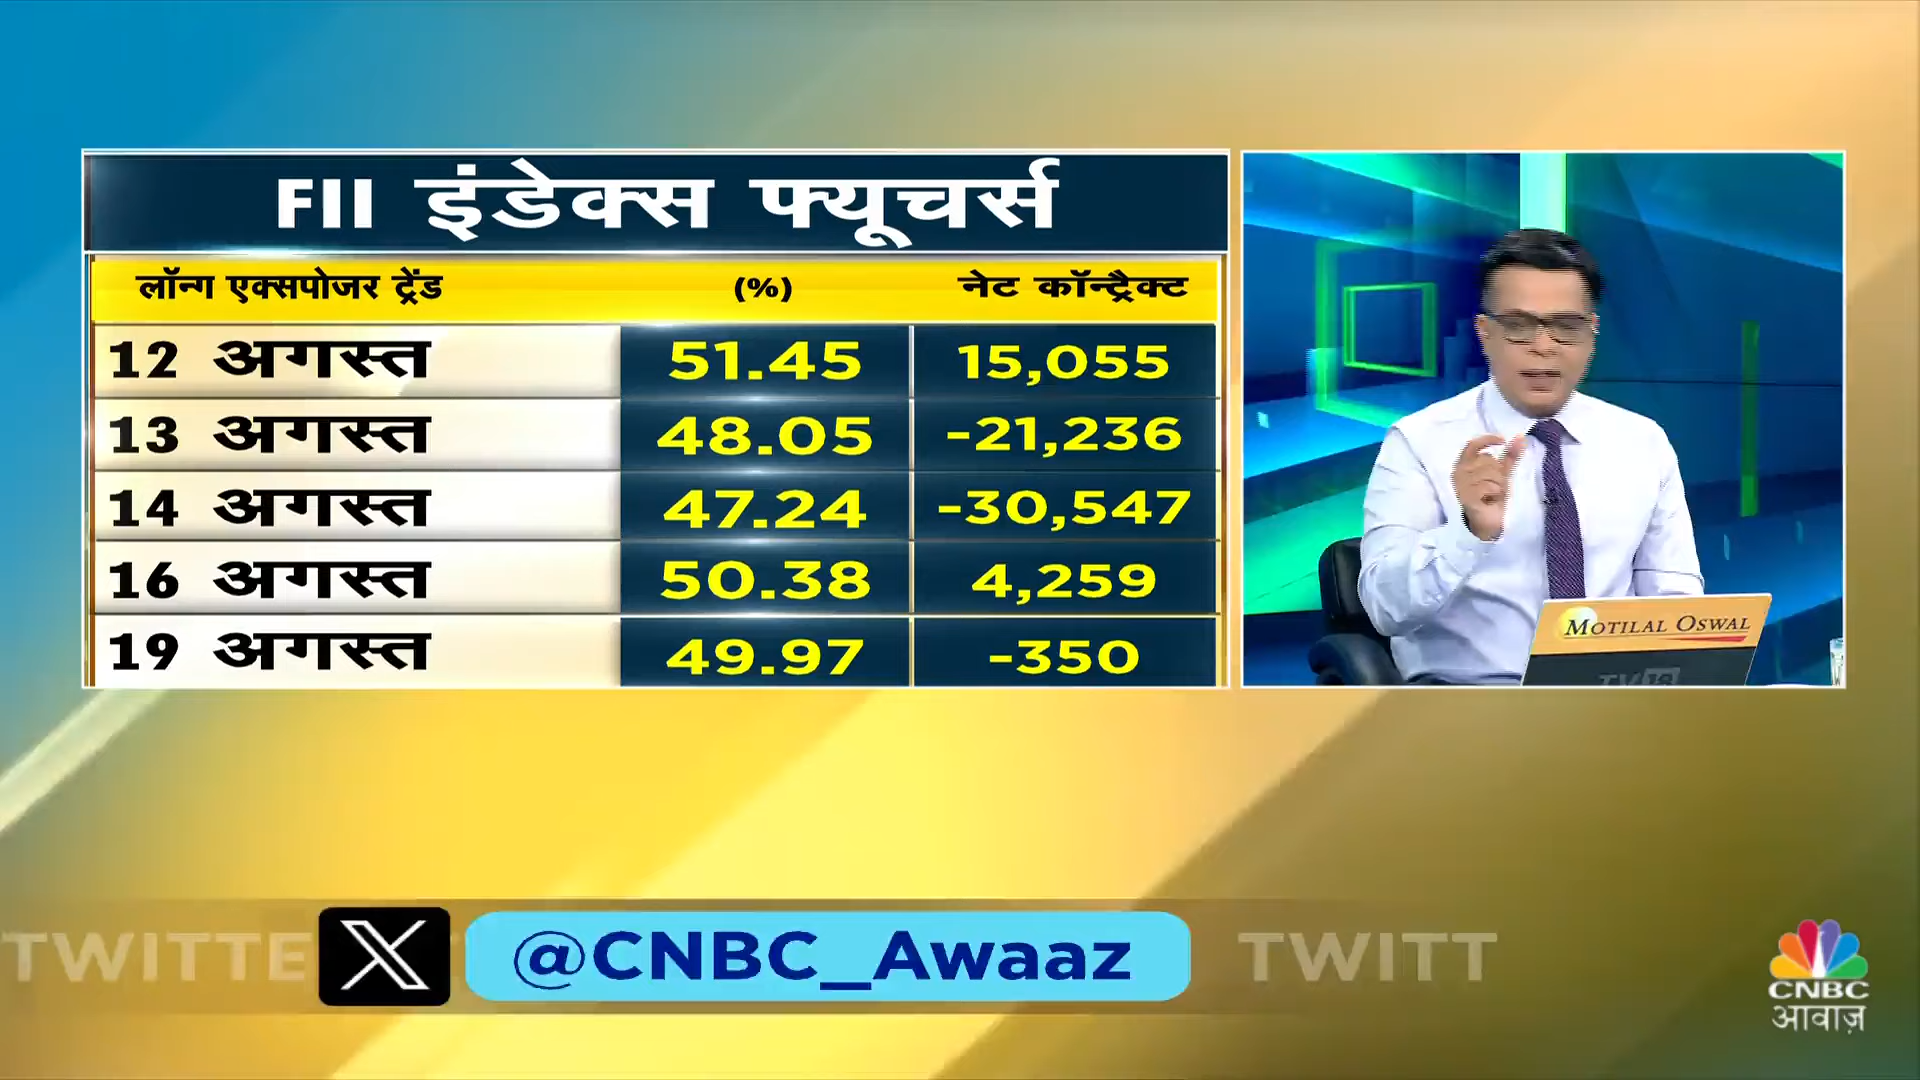 FII इंडेक्स फ्यूचर्स
लॉन्ग एक्सपोजर ट्रेंड (%) नेट कॉन्ट्रैक्ट
12 अगस्त 51.45 15,055
13 अगस्त 48.05 -21,236
14 अगस्त 47.24 -30,547
16 अगस्त 50.38 4,259
19 अगस्त 49.97 -350
MOTILAL OSWAL
TV18
TWITTE @CNBC_Awaaz TWITT
CNBC
आवाज़